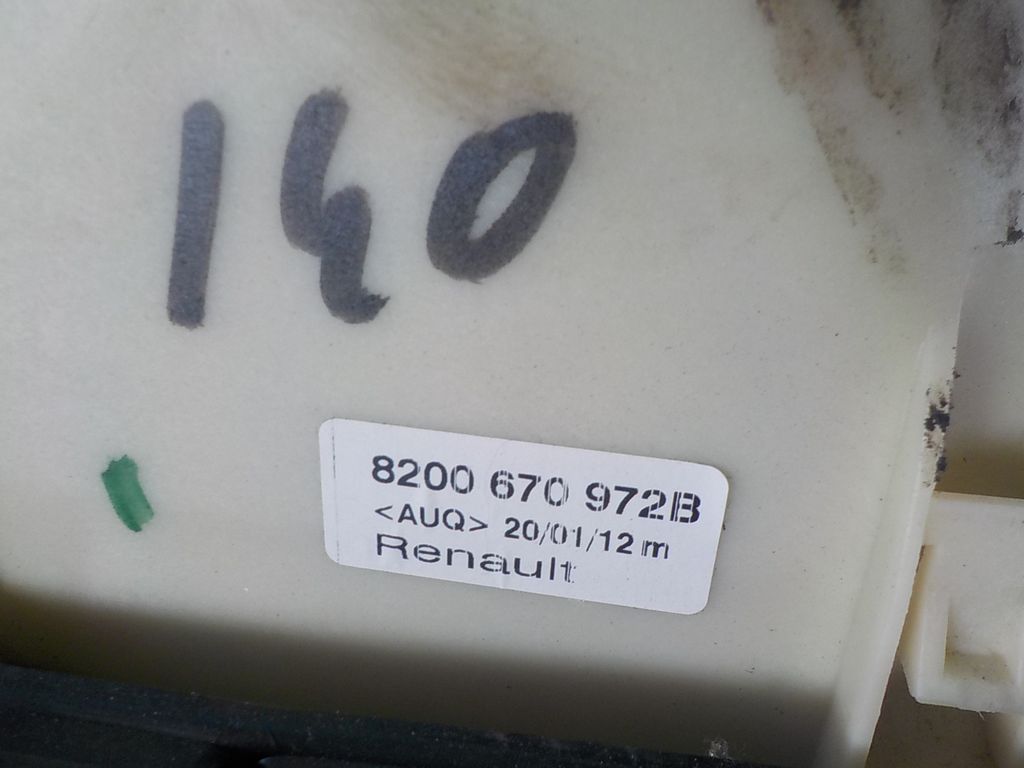 140
8200 670 972B
<AUQ> 20/01/12 m
Renault